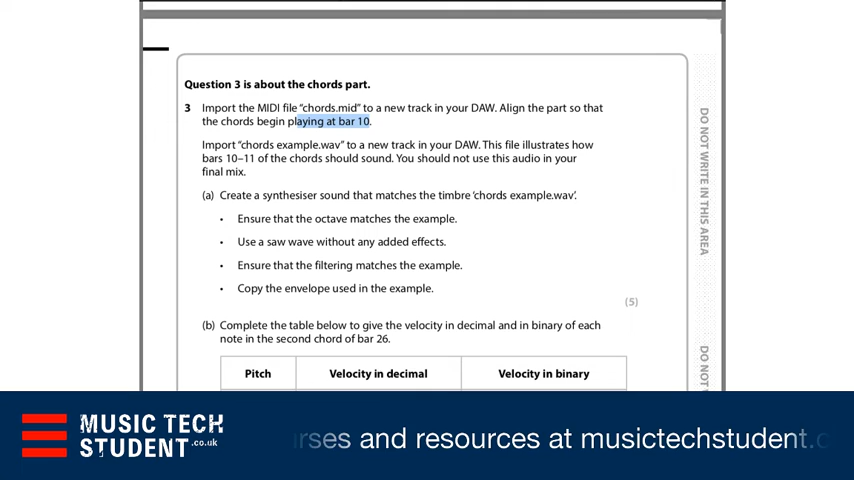 Question 3 is about the chords part.
3 Import the MIDI file “chords.mid” to a new track in your DAW. Align the part so that
the chords begin playing at bar 10.
Import “chords example.wav” to a new track in your DAW. This file illustrates how
bars 10–11 of the chords should sound. You should not use this audio in your
final mix.
(a) Create a synthesiser sound that matches the timbre ‘chords example.wav’.
• Ensure that the octave matches the example.
• Use a saw wave without any added effects.
• Ensure that the filtering matches the example.
• Copy the envelope used in the example.
(5)
(b) Complete the table below to give the velocity in decimal and in binary of each
note in the second chord of bar 26.
Pitch Velocity in decimal Velocity in binary
DO NOT WRITE IN THIS AREA
DO NOT
MUSIC TECH
STUDENT.co.uk
rses and resources at musictechstudent.c